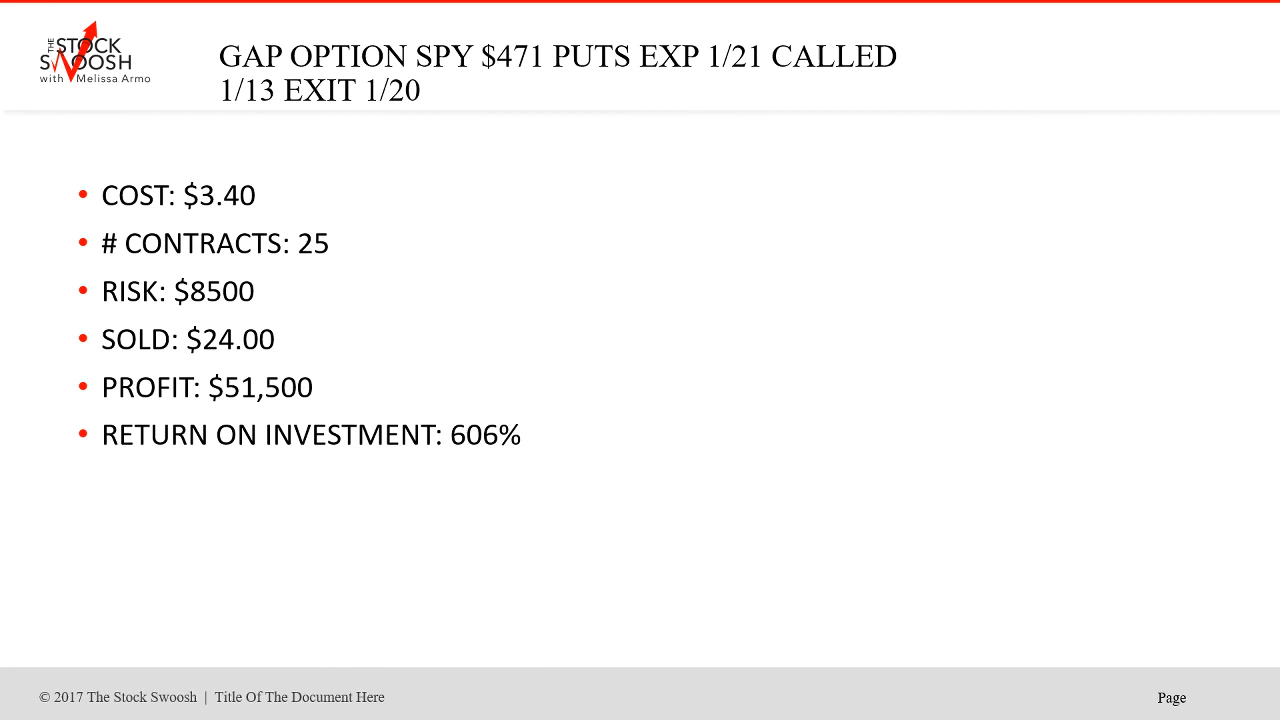 THE STOCK
SWOOSH
with Melissa Armo
GAP OPTION SPY $471 PUTS EXP 1/21 CALLED
1/13 EXIT 1/20
• COST: $3.40
• # CONTRACTS: 25
• RISK: $8500
• SOLD: $24.00
• PROFIT: $51,500
• RETURN ON INVESTMENT: 606%
© 2017 The Stock Swoosh | Title Of The Document Here
Page